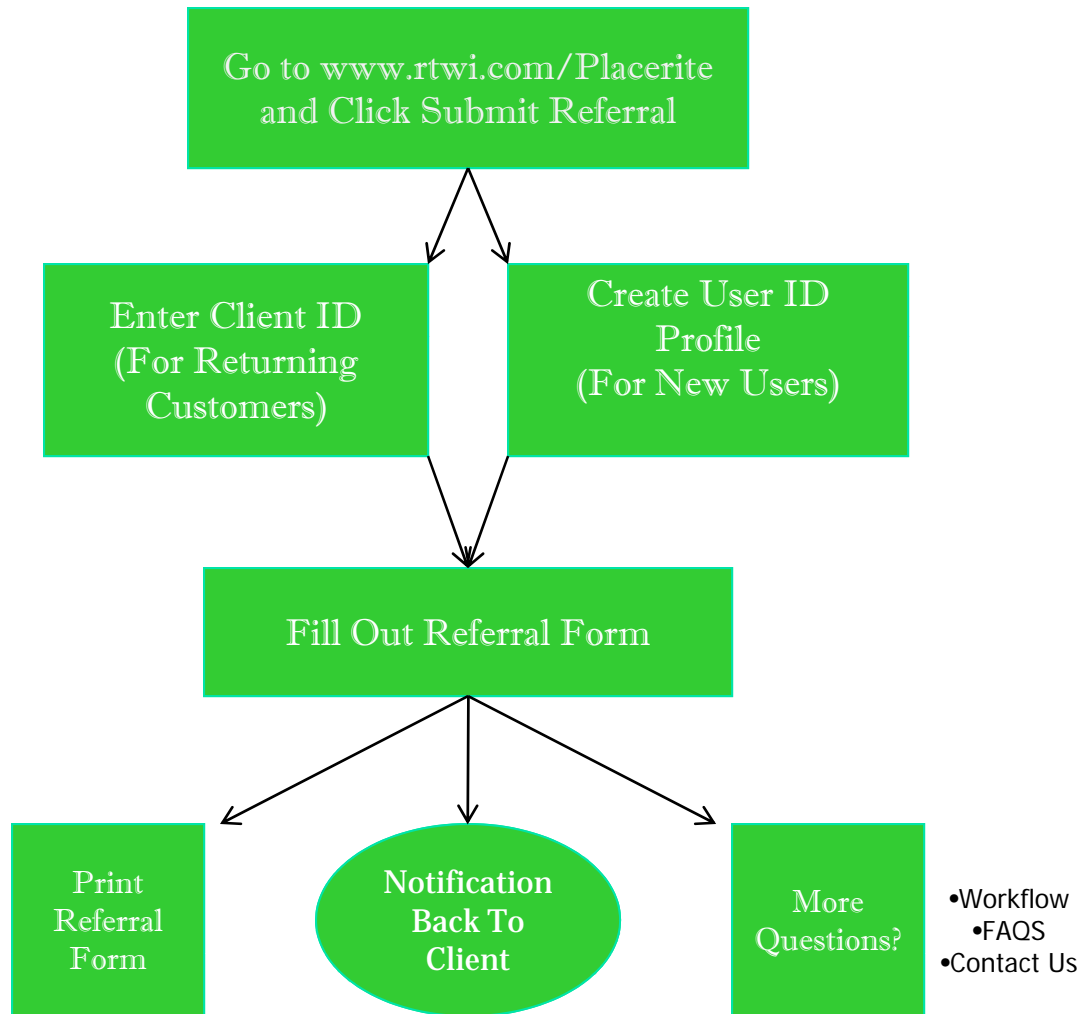 Go to www.rtwi.com/Placerite
and Click Submit Referral
Enter Client ID
(For Returning
Customers)
Create User ID
Profile
(For New Users)
Fill Out Referral Form
Print
Referral
Form
Notification
Back To
Client
More
Questions?
•Workflow
•FAQS
•Contact Us